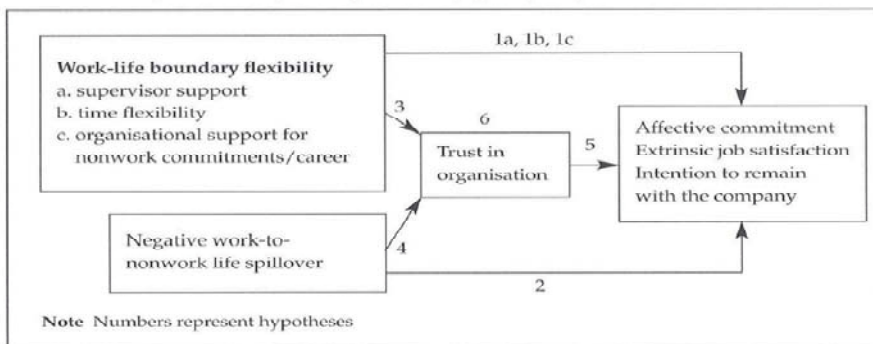 1a, 1b, 1c
Work-life boundary flexibility
a. supervisor support
b. time flexibility
c. organisational support for
nonwork commitments/career
3
6
Trust in
organisation
5
Affective commitment
Extrinsic job satisfaction
Intention to remain
with the company
Negative work-to-
nonwork life spillover
4
2
Note Numbers represent hypotheses